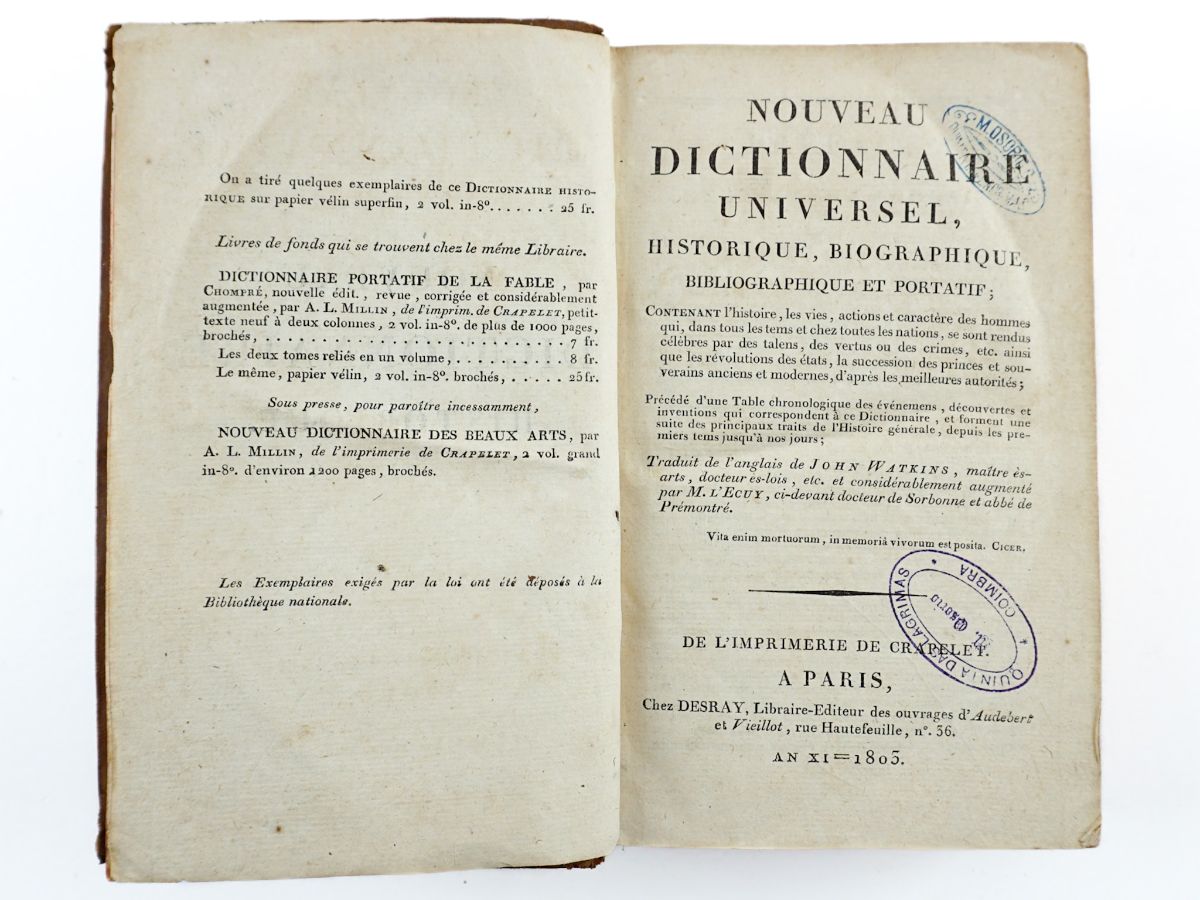 On a tiré quelques exemplaires de ce DICTIONNAIRE HISTO-
RIQUE sur papier vélin superfin, 2 vol. in-8°. . . . . . . . 25 fr.
Livres de fonds qui se trouvent chez le même Libraire.
DICTIONNAIRE PORTATIF DE LA FABLE, par
CHOMPRÉ, nouvelle édit., revue, corrigée et considérablement
augmentée, par A. L. MILLIN, de l'imprim. de CRAPELET, petit-
texte neuf à deux colonnes, 2 vol. in-8°. de plus de 1000 pages,
brochés, . . . . . . . . . . . . . . . . . . . . . . . . . 7 fr.
Les deux tomes reliés en un volume, . . . . . . . . . . 8 fr.
Le même, papier vélin, 2 vol. in-8°. brochés, . . . . . 25 fr.
Sous presse, pour paroître incessamment,
NOUVEAU DICTIONNAIRE DES BEAUX ARTS, par
A. L. MILLIN, de l'imprimerie de CRAPELET, 2 vol. grand
in-8°. d'environ 1200 pages, brochés.
Les Exemplaires exigés par la loi ont été déposés à la
Bibliothèque nationale.
NOUVEAU
DICTIONNAIRE
UNIVERSEL,
HISTORIQUE, BIOGRAPHIQUE,
BIBLIOGRAPHIQUE ET PORTATIF;
CONTENANT l'histoire, les vies, actions et caractère des hommes
qui, dans tous les tems et chez toutes les nations, se sont rendus
célèbres par des talens, des vertus ou des crimes, etc. ainsi
que les révolutions des états, la succession des princes et sou-
verains anciens et modernes, d'après les meilleures autorités;
Précédé d'une Table chronologique des événemens, découvertes et
inventions qui correspondent à ce Dictionnaire, et forment une
suite des principaux traits de l'Histoire générale, depuis les pre-
miers tems jusqu'à nos jours;
Traduit de l'anglais de JOHN WATKINS, maître ès-
arts, docteur ès-lois, etc. et considérablement augmenté
par M. L'ECUY, ci-devant docteur de Sorbonne et abbé de
Prémontré.
Vita enim mortuorum, in memoriâ vivorum est posita. CICER.
DE L'IMPRIMERIE DE CRAPELET.
A PARIS,
Chez DESRAY, Libraire-Editeur des ouvrages d'Audebert
et Vieillot, rue Hautefeuille, n°. 36.
AN XI=1803.
QUINTA DAS LAGRIMAS
M. Osorio
* COIMBRA *